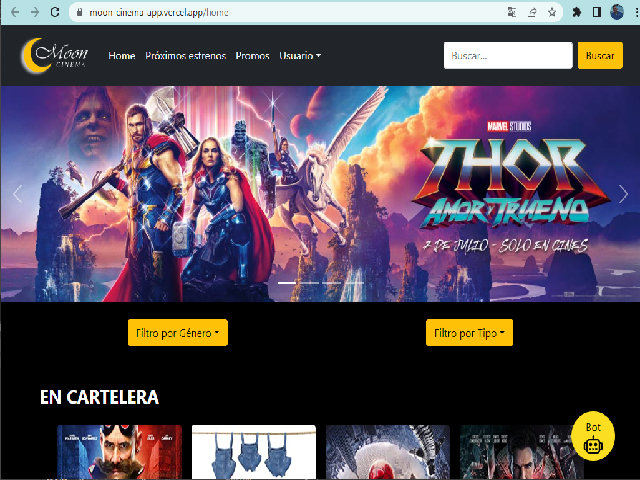 moon-cinema-app.vercel.app/home
Moon
CINEMA
Home
Próximos estrenos
Promos
Usuario
Buscar...
Buscar
MARVEL STUDIOS
THOR
AMOR Y TRUENO
7 DE JULIO - SOLO EN CINES
Filtro por Género
Filtro por Tipo
EN CARTELERA
Bot